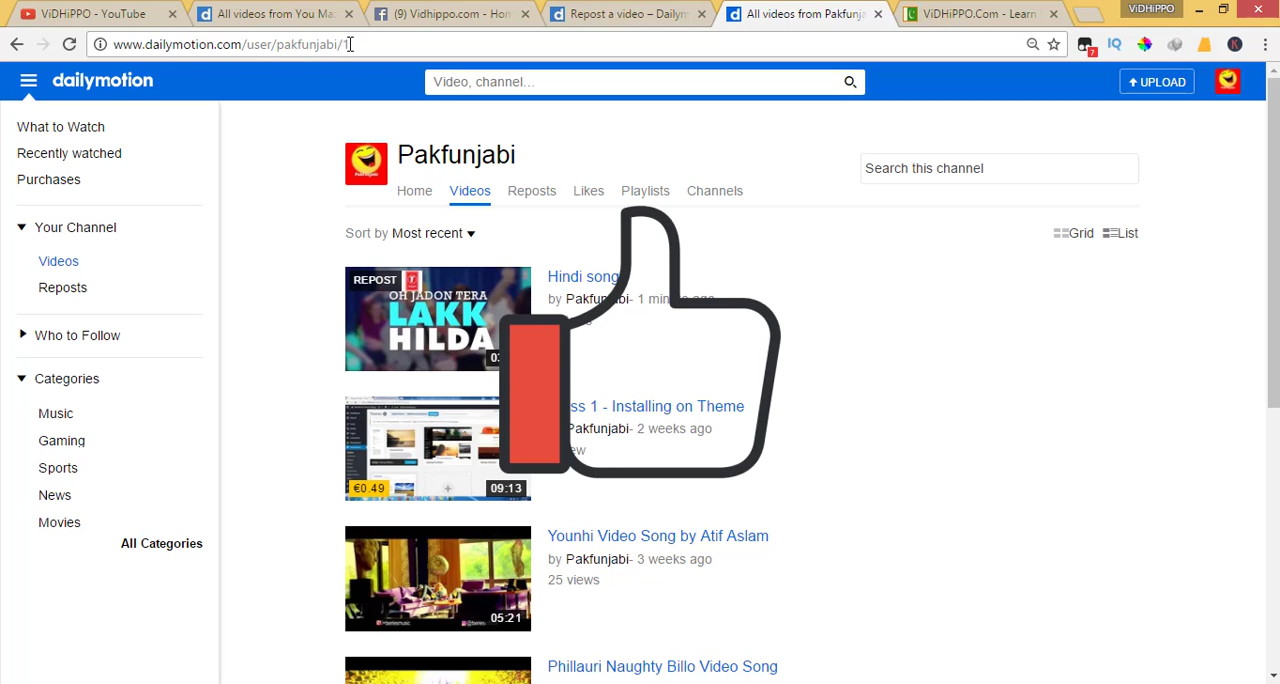 ViDHiPPO - YouTube
All videos from You Ma
(9) Vidhippo.com - Hon
Repost a video – Dailym
All videos from Pakfunja
ViDHiPPO.Com - Learn
ViDHiPPO
www.dailymotion.com/user/pakfunjabi/1
IQ
7
K
dailymotion
Video, channel...
UPLOAD
What to Watch
Recently watched
Purchases
Your Channel
Videos
Reposts
Who to Follow
Categories
Music
Gaming
Sports
News
Movies
All Categories
Pakfunjabi
Search this channel
Home Videos Reposts Likes Playlists Channels
Sort by Most recent
Grid List
REPOST
OH JADON TERA
LAKK
HILDA
Hindi song
by Pakfunjabi- 1 minute ago
ss 1 - Installing on Theme
Pakfunjabi- 2 weeks ago
ew
€0.49
09:13
Younhi Video Song by Atif Aslam
by Pakfunjabi- 3 weeks ago
25 views
05:21
Phillauri Naughty Billo Video Song